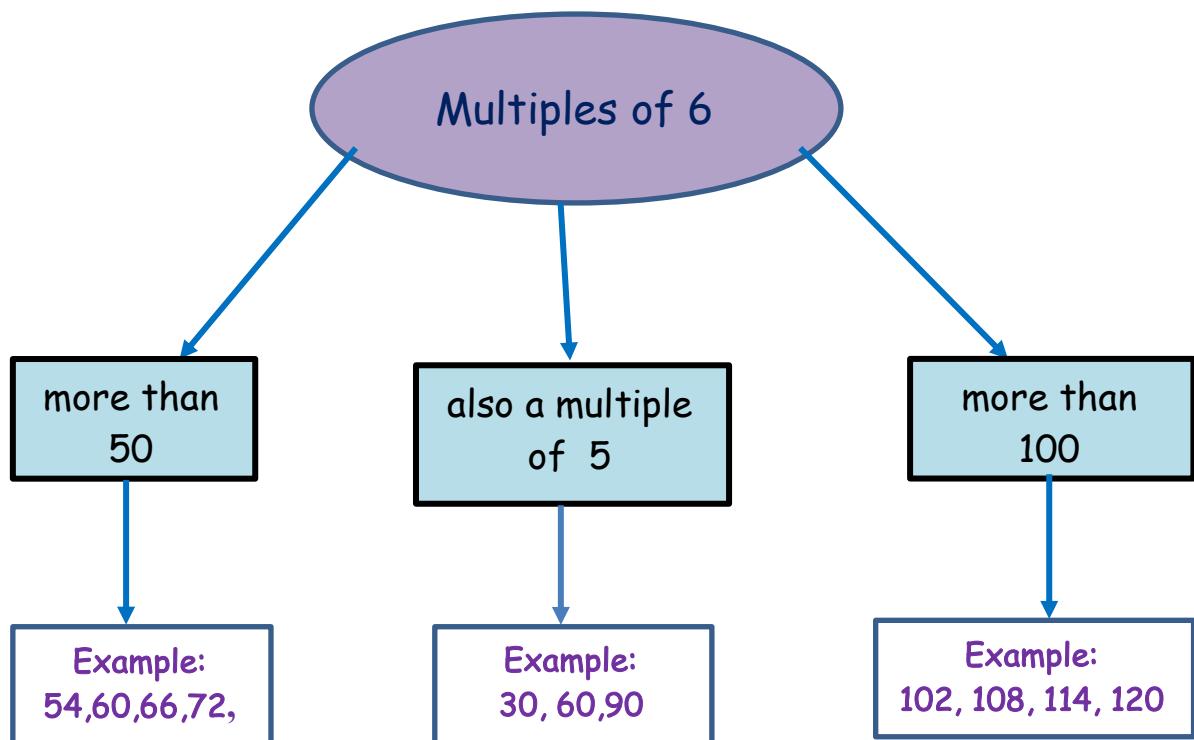 Multiples of 6
more than
50
also a multiple
of 5
more than
100
Example:
54,60,66,72,
Example:
30, 60,90
Example:
102, 108, 114, 120